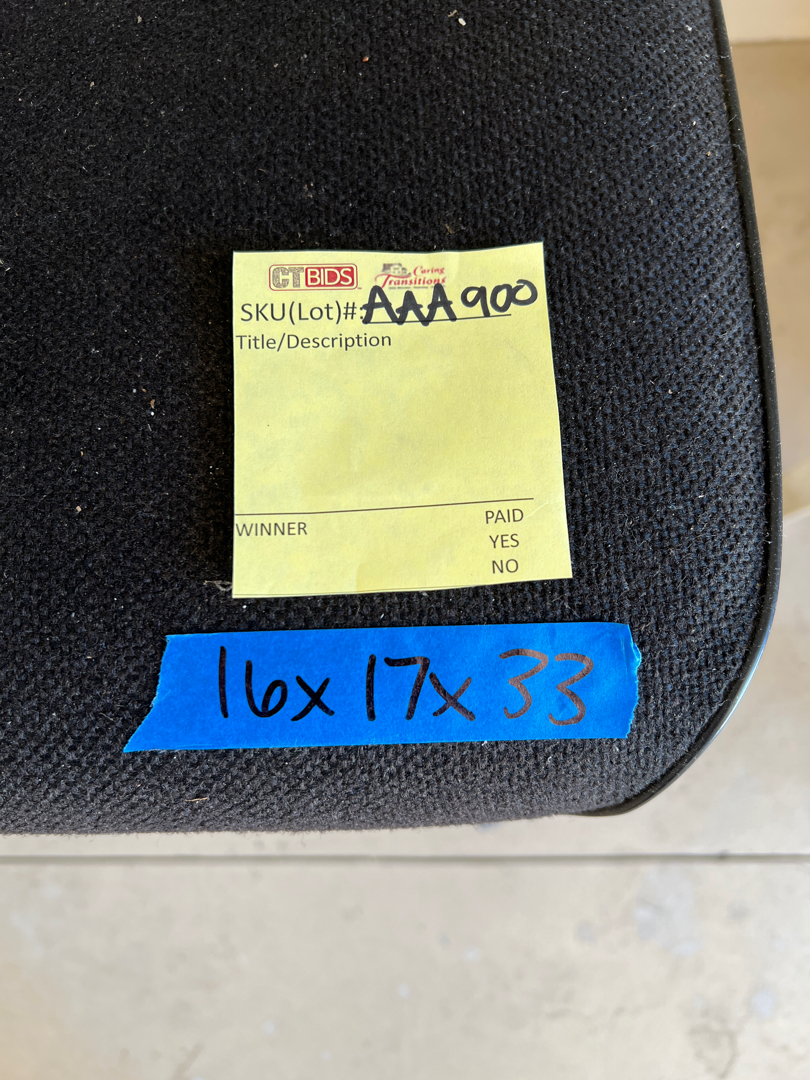 CTBIDS
Caring
Transitions
SKU(Lot)#: AAA900
Title/Description
WINNER
PAID
YES
NO
16x17x33